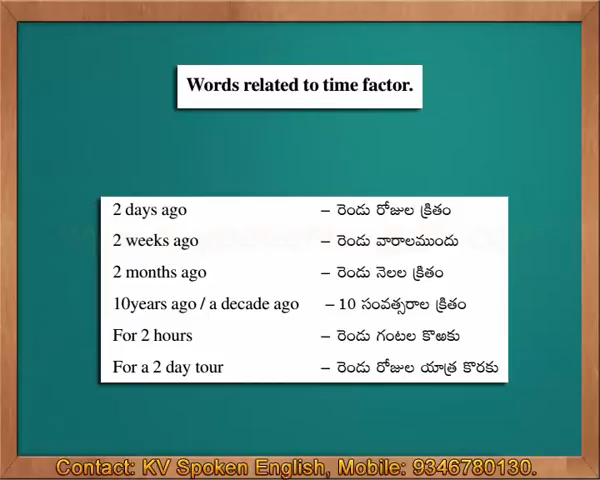 Words related to time factor.
2 days ago – రెండు రోజుల క్రితం
2 weeks ago – రెండు వారాలముందు
2 months ago – రెండు నెలల క్రితం
10years ago / a decade ago – 10 సంవత్సరాల క్రితం
For 2 hours – రెండు గంటల కొఱకు
For a 2 day tour – రెండు రోజుల యాత్ర కొరకు
Contact: KV Spoken English, Mobile: 9346780130.